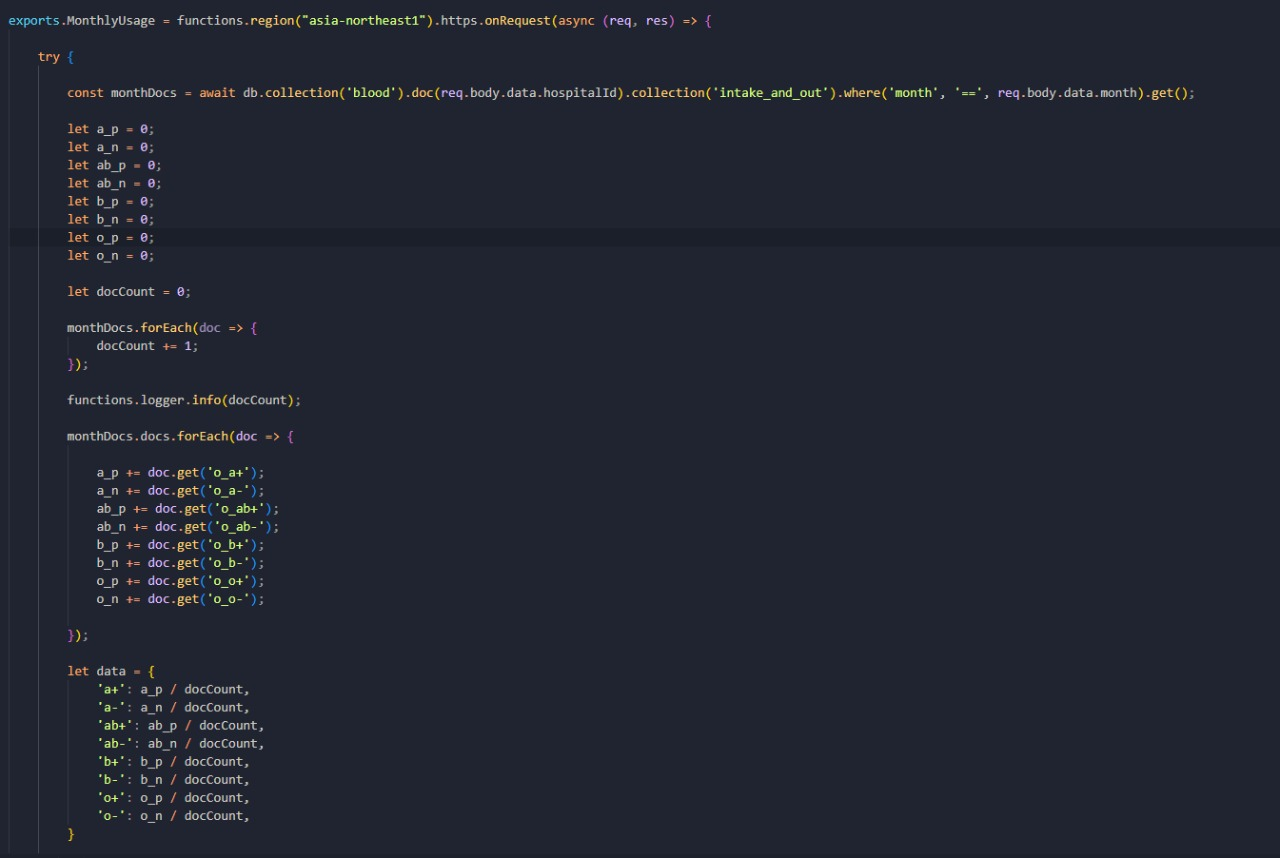 exports.MonthlyUsage = functions.region("asia-northeast1").https.onRequest(async (req, res) => {
try {
const monthDocs = await db.collection('blood').doc(req.body.data.hospitalId).collection('intake_and_out').where('month', '==', req.body.data.month).get();
let a_p = 0;
let a_n = 0;
let ab_p = 0;
let ab_n = 0;
let b_p = 0;
let b_n = 0;
let o_p = 0;
let o_n = 0;
let docCount = 0;
monthDocs.forEach(doc => {
docCount += 1;
});
functions.logger.info(docCount);
monthDocs.docs.forEach(doc => {
a_p += doc.get('o_a+');
a_n += doc.get('o_a-');
ab_p += doc.get('o_ab+');
ab_n += doc.get('o_ab-');
b_p += doc.get('o_b+');
b_n += doc.get('o_b-');
o_p += doc.get('o_o+');
o_n += doc.get('o_o-');
});
let data = {
'a+': a_p / docCount,
'a-': a_n / docCount,
'ab+': ab_p / docCount,
'ab-': ab_n / docCount,
'b+': b_p / docCount,
'b-': b_n / docCount,
'o+': o_p / docCount,
'o-': o_n / docCount,
}